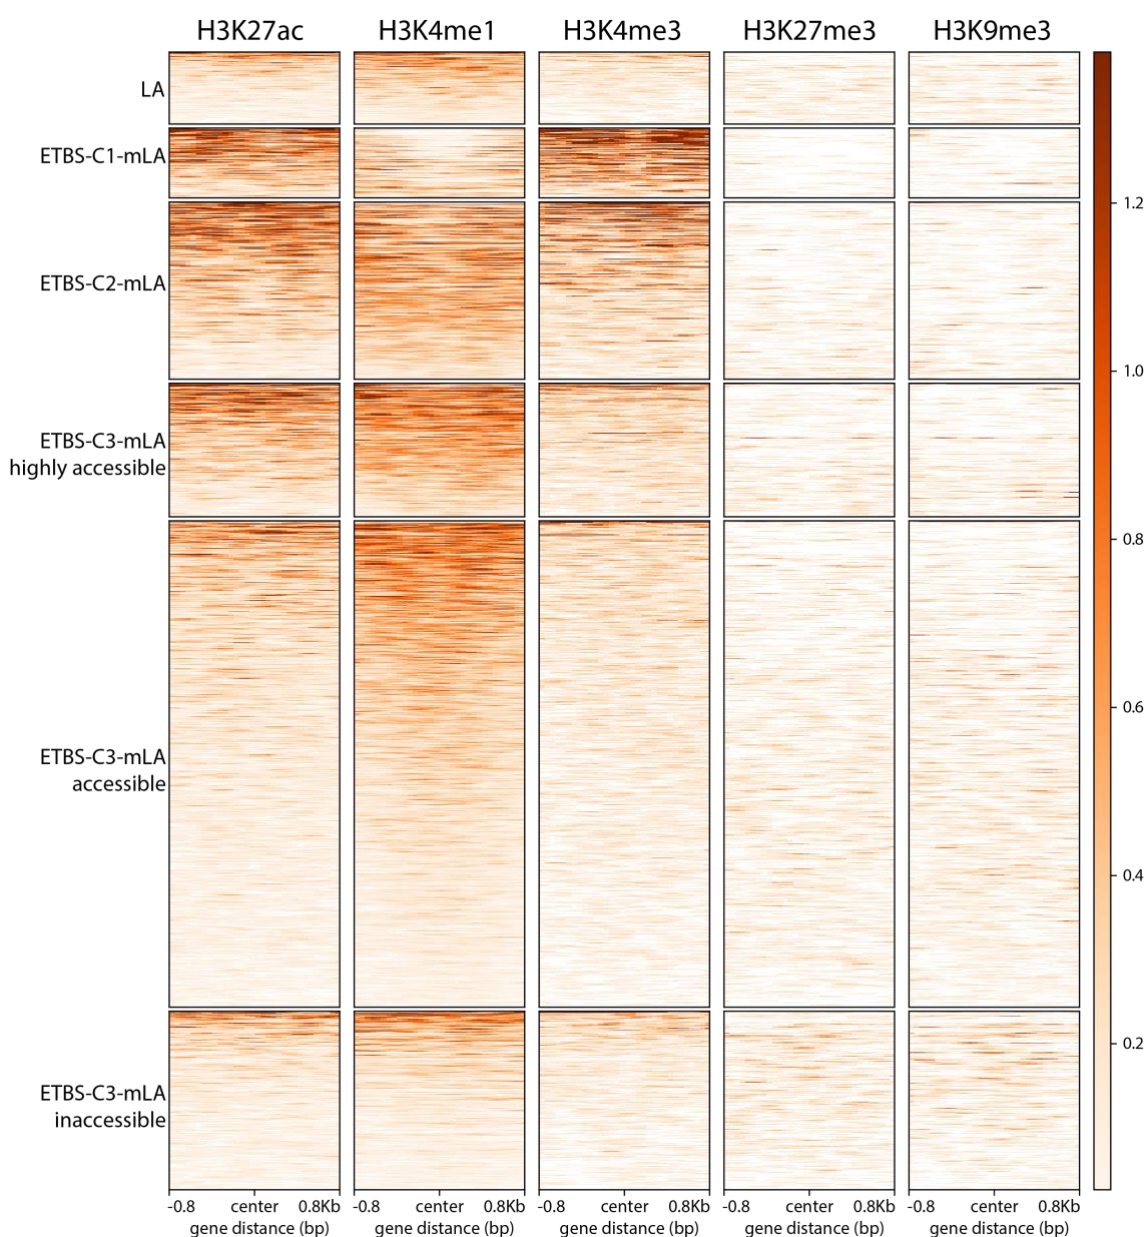 H3K27ac H3K4me1 H3K4me3 H3K27me3 H3K9me3
LA
ETBS-C1-mLA
1.2
ETBS-C2-mLA
1.0
ETBS-C3-mLA
highly accessible
0.8
0.6
ETBS-C3-mLA
accessible
0.4
0.2
ETBS-C3-mLA
inaccessible
-0.8 center 0.8Kb -0.8 center 0.8Kb -0.8 center 0.8Kb -0.8 center 0.8Kb -0.8 center 0.8Kb
gene distance (bp) gene distance (bp) gene distance (bp) gene distance (bp) gene distance (bp)